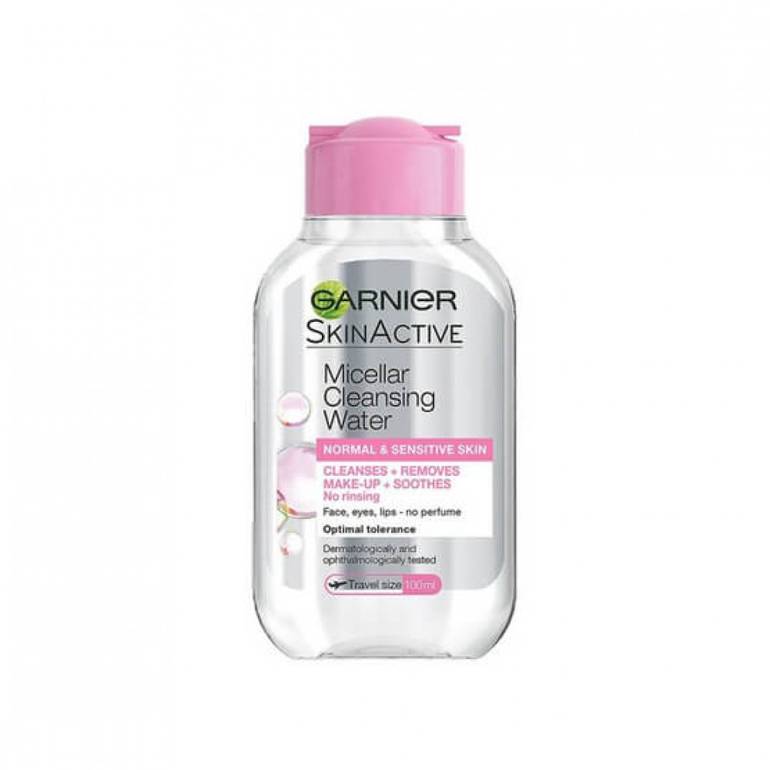 GARNIER
SKINACTIVE
Micellar
Cleansing
Water
NORMAL & SENSITIVE SKIN
CLEANSES + REMOVES
MAKE-UP + SOOTHES
No rinsing
Face, eyes, lips - no perfume
Optimal tolerance
Dermatologically and
ophthalmologically tested
Travel size 100ml